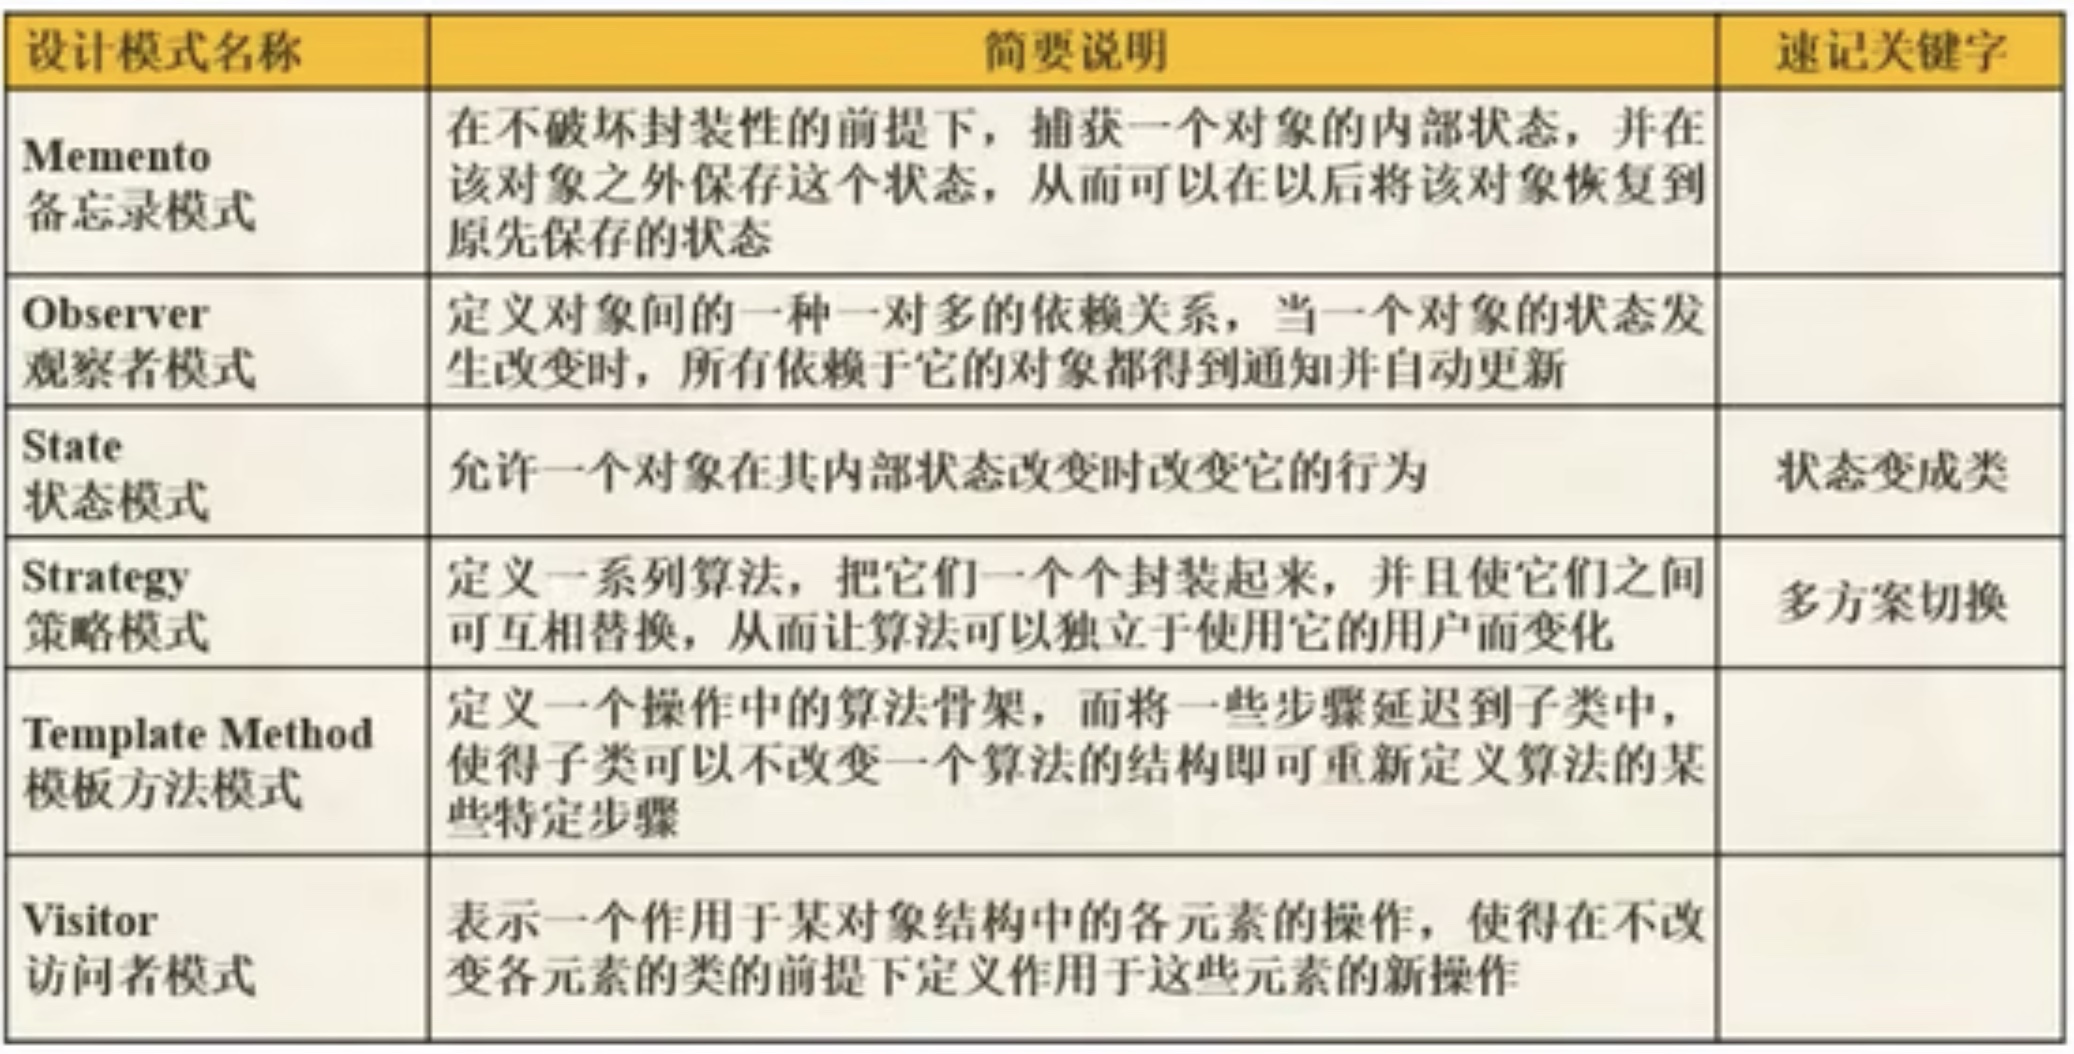 设计模式名称
简要说明
速记关键字
Memento
备忘录模式
在不破坏封装性的前提下，捕获一个对象的内部状态，并在
该对象之外保存这个状态，从而可以在以后将该对象恢复到
原先保存的状态
Observer
观察者模式
定义对象间的一种一对多的依赖关系，当一个对象的状态发
生改变时，所有依赖于它的对象都得到通知并自动更新
State
状态模式
允许一个对象在其内部状态改变时改变它的行为
状态变成类
Strategy
策略模式
定义一系列算法，把它们一个个封装起来，并且使它们之间
可互相替换，从而让算法可以独立于使用它的用户而变化
多方案切换
Template Method
模板方法模式
定义一个操作中的算法骨架，而将一些步骤延迟到子类中，
使得子类可以不改变一个算法的结构即可重新定义算法的某
些特定步骤
Visitor
访问者模式
表示一个作用于某对象结构中的各元素的操作，使得在不改
变各元素的类的前提下定义作用于这些元素的新操作